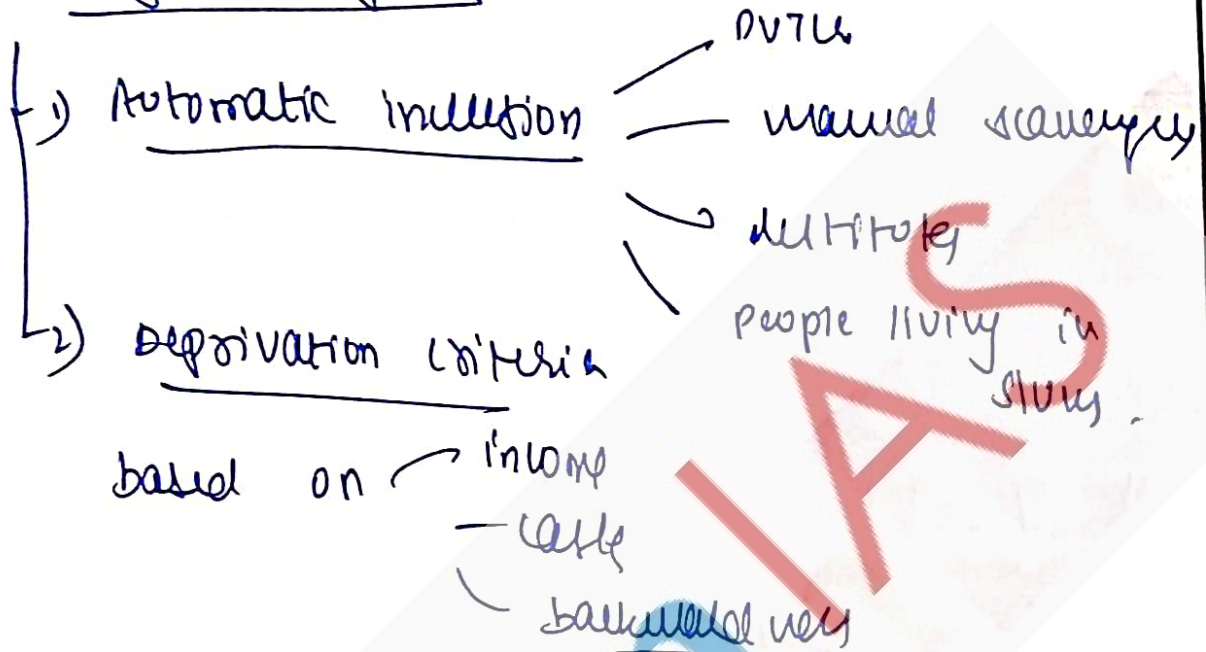 1) Automatic inclusion
PVTGs
manual scavengers
destitutes
people living in
slums.
2) Deprivation criteria
based on
income
caste
backwardness
IAS